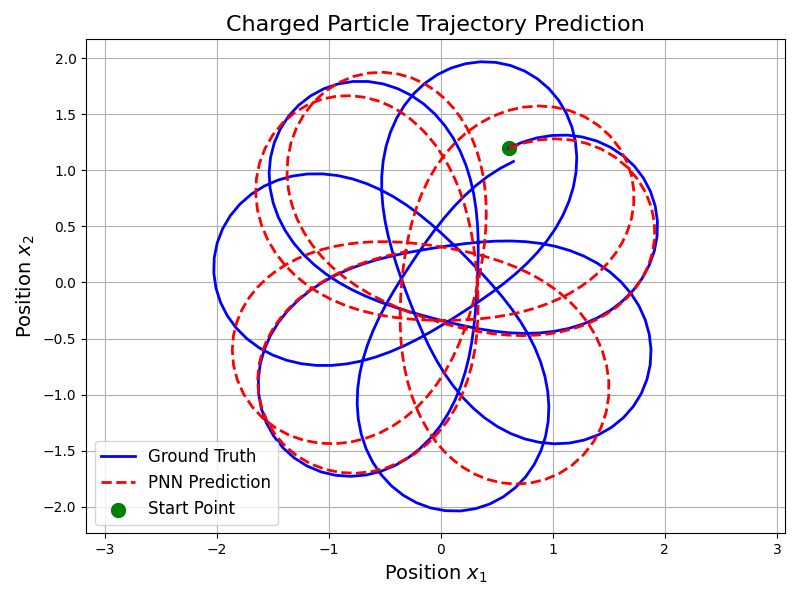 Charged Particle Trajectory Prediction
2.0
1.5
1.0
0.5
0.0
−0.5
−1.0
−1.5
−2.0
Position x₂
Ground Truth
PNN Prediction
Start Point
−3
−2
−1
0
1
2
3
Position x₁